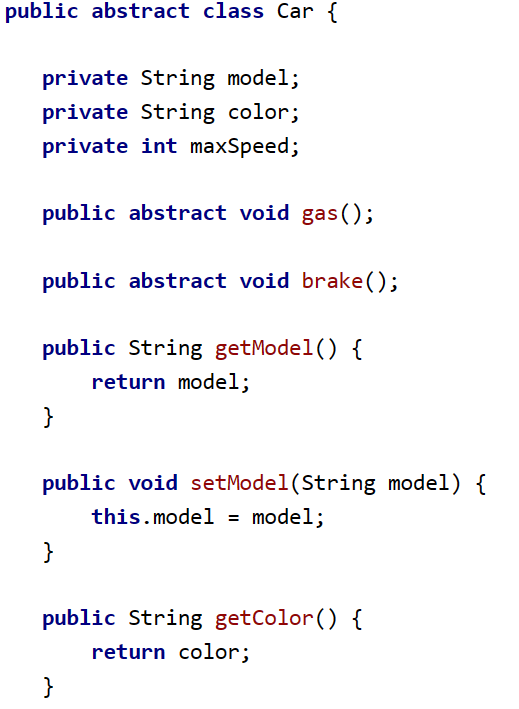 public abstract class Car {
private String model;
private String color;
private int maxSpeed;
public abstract void gas();
public abstract void brake();
public String getModel() {
return model;
}
public void setModel(String model) {
this.model = model;
}
public String getColor() {
return color;
}